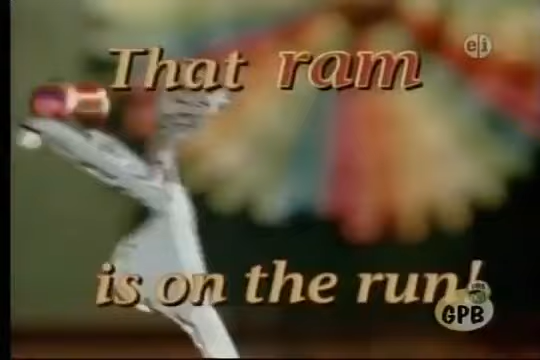 That ram
e/i
is on the run!
GPB